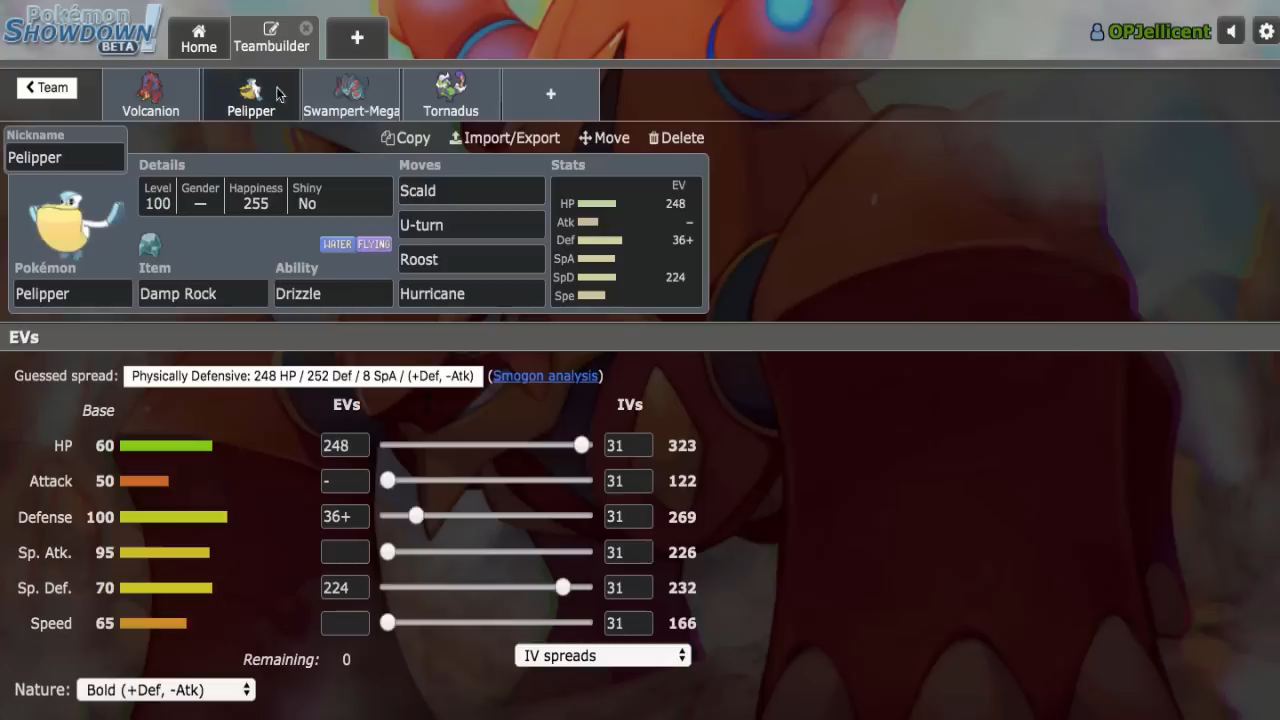 Pokémon
SHOWDOWN!
BETA
Home
Teambuilder
+
OPJellicent
Team
Volcanion
Pelipper
Swampert-Mega
Tornadus
+
Nickname
Pelipper
Copy
Import/Export
Move
Delete
Details
Level
100
Gender
—
Happiness
255
Shiny
No
WATER FLYING
Pokémon
Pelipper
Item
Damp Rock
Ability
Drizzle
Moves
Scald
U-turn
Roost
Hurricane
Stats
EV
HP 248
Atk –
Def 36+
SpA
SpD 224
Spe
EVs
Guessed spread: Physically Defensive: 248 HP / 252 Def / 8 SpA / (+Def, -Atk) (Smogon analysis)
Base EVs IVs
HP 60 248 31 323
Attack 50 - 31 122
Defense 100 36+ 31 269
Sp. Atk. 95 31 226
Sp. Def. 70 224 31 232
Speed 65 31 166
Remaining: 0
IV spreads
Nature: Bold (+Def, -Atk)